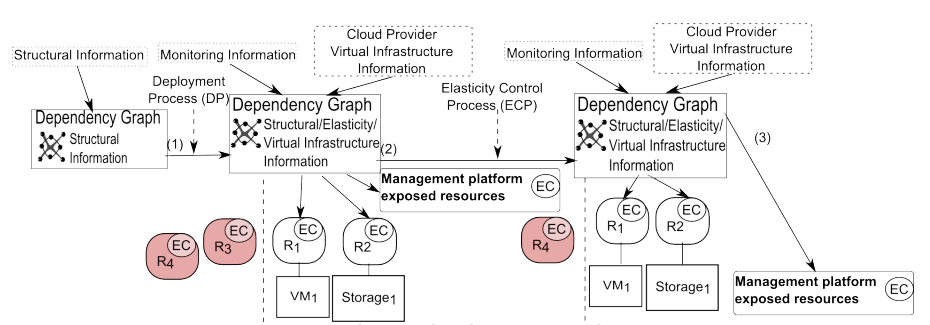 Structural Information
Dependency Graph
Structural
Information
(1)
Deployment
Process (DP)
Monitoring Information
Cloud Provider
Virtual Infrastructure
Information
Dependency Graph
Structural/Elasticity/
Virtual Infrastructure
Information
(2)
Elasticity Control
Process (ECP)
Management platform
exposed resources
EC
EC
R4
EC
R3
EC
R1
EC
R2
VM1
Storage1
Monitoring Information
Cloud Provider
Virtual Infrastructure
Information
Dependency Graph
Structural/Elasticity/
Virtual Infrastructure
Information
(3)
EC
R4
EC
R1
EC
R2
VM1
Storage1
Management platform
exposed resources
EC